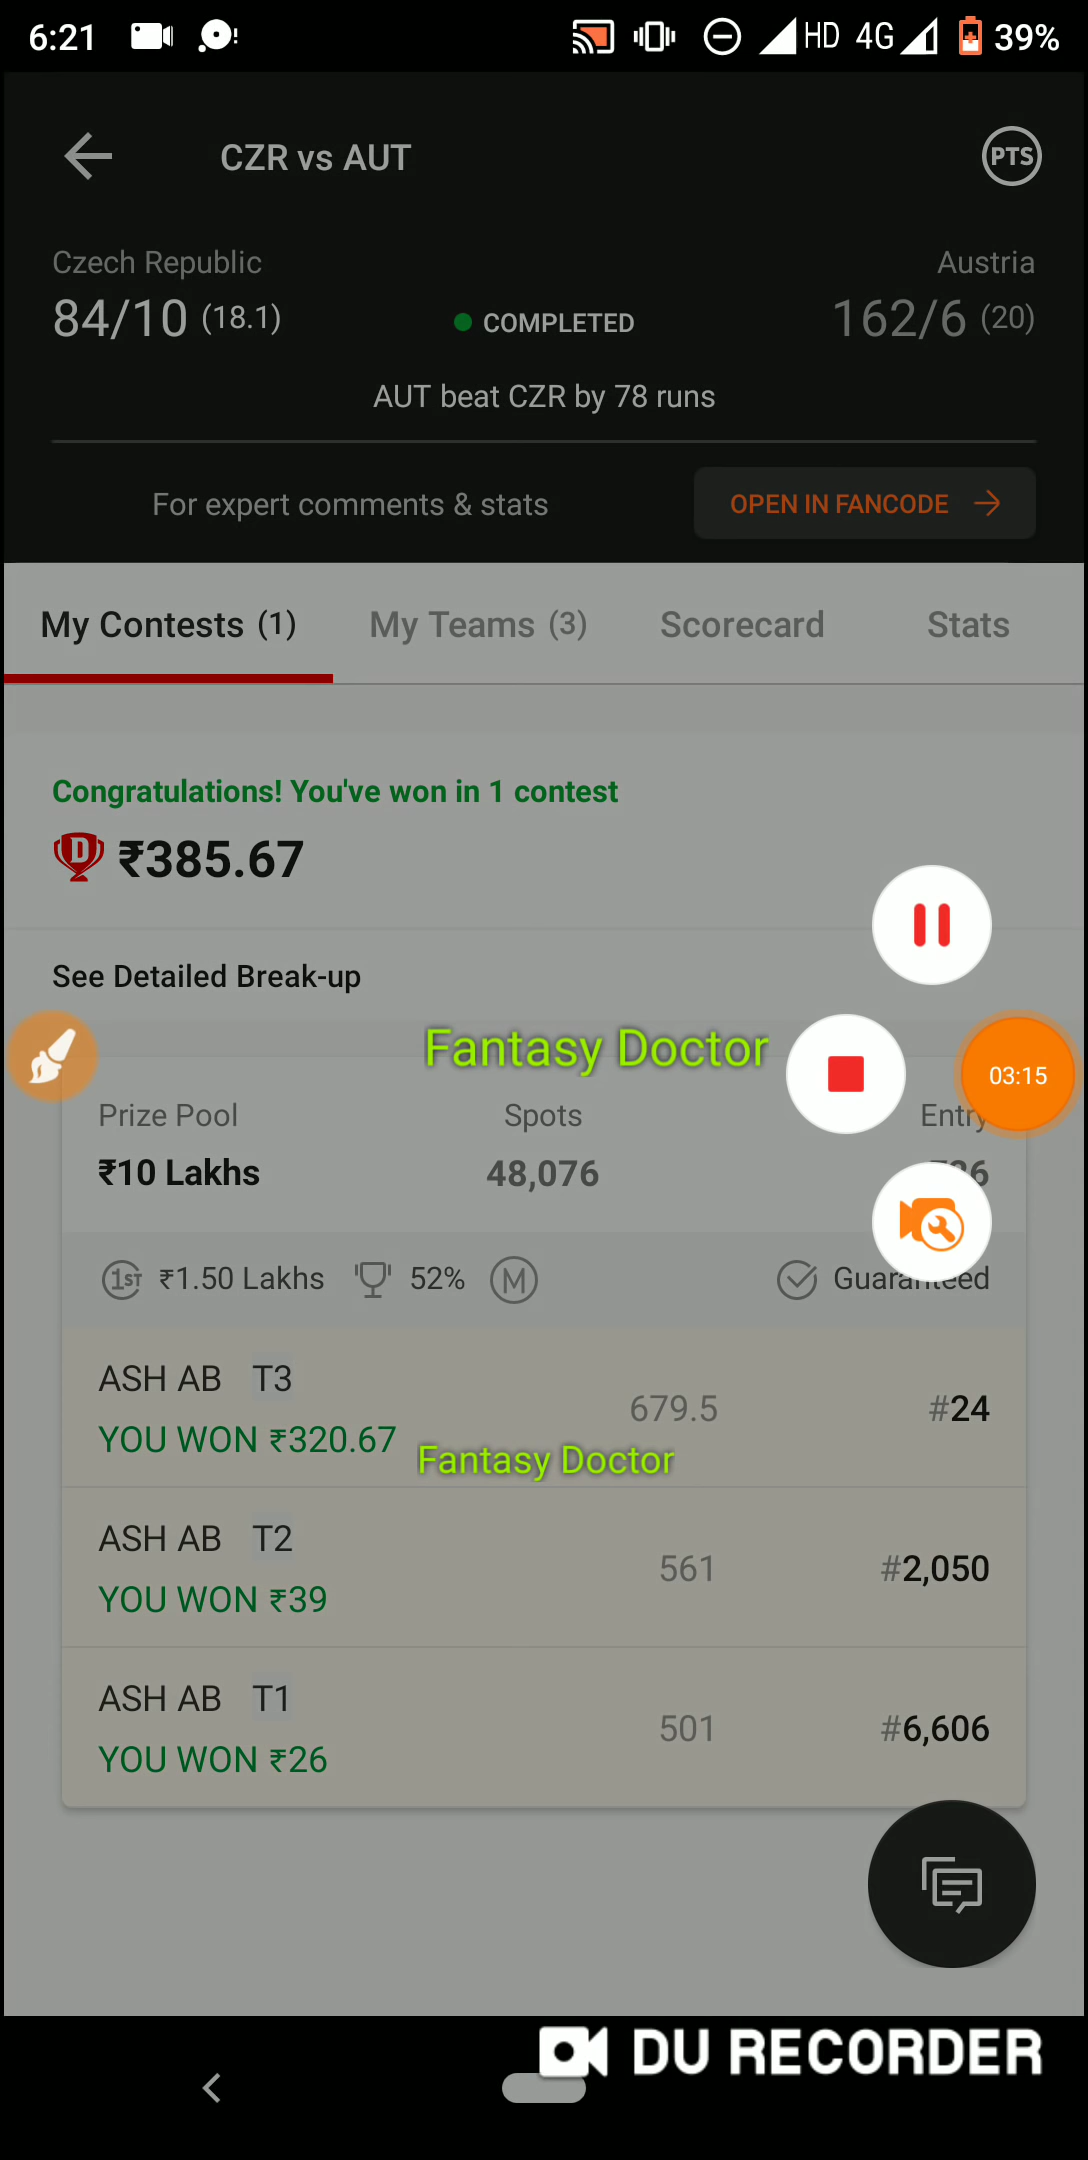 6:21 HD 4G 39%
CZR vs AUT PTS
Czech Republic Austria
84/10 (18.1) COMPLETED 162/6 (20)
AUT beat CZR by 78 runs
For expert comments & stats OPEN IN FANCODE
My Contests (1) My Teams (3) Scorecard Stats
Congratulations! You've won in 1 contest
D ₹385.67
See Detailed Break-up
Fantasy Doctor
03:15
Prize Pool Spots Entry
₹10 Lakhs 48,076
1ST ₹1.50 Lakhs 52% M Guaranteed
ASH AB T3
679.5 #24
YOU WON ₹320.67
Fantasy Doctor
ASH AB T2
561 #2,050
YOU WON ₹39
ASH AB T1
501 #6,606
YOU WON ₹26
DU RECORDER